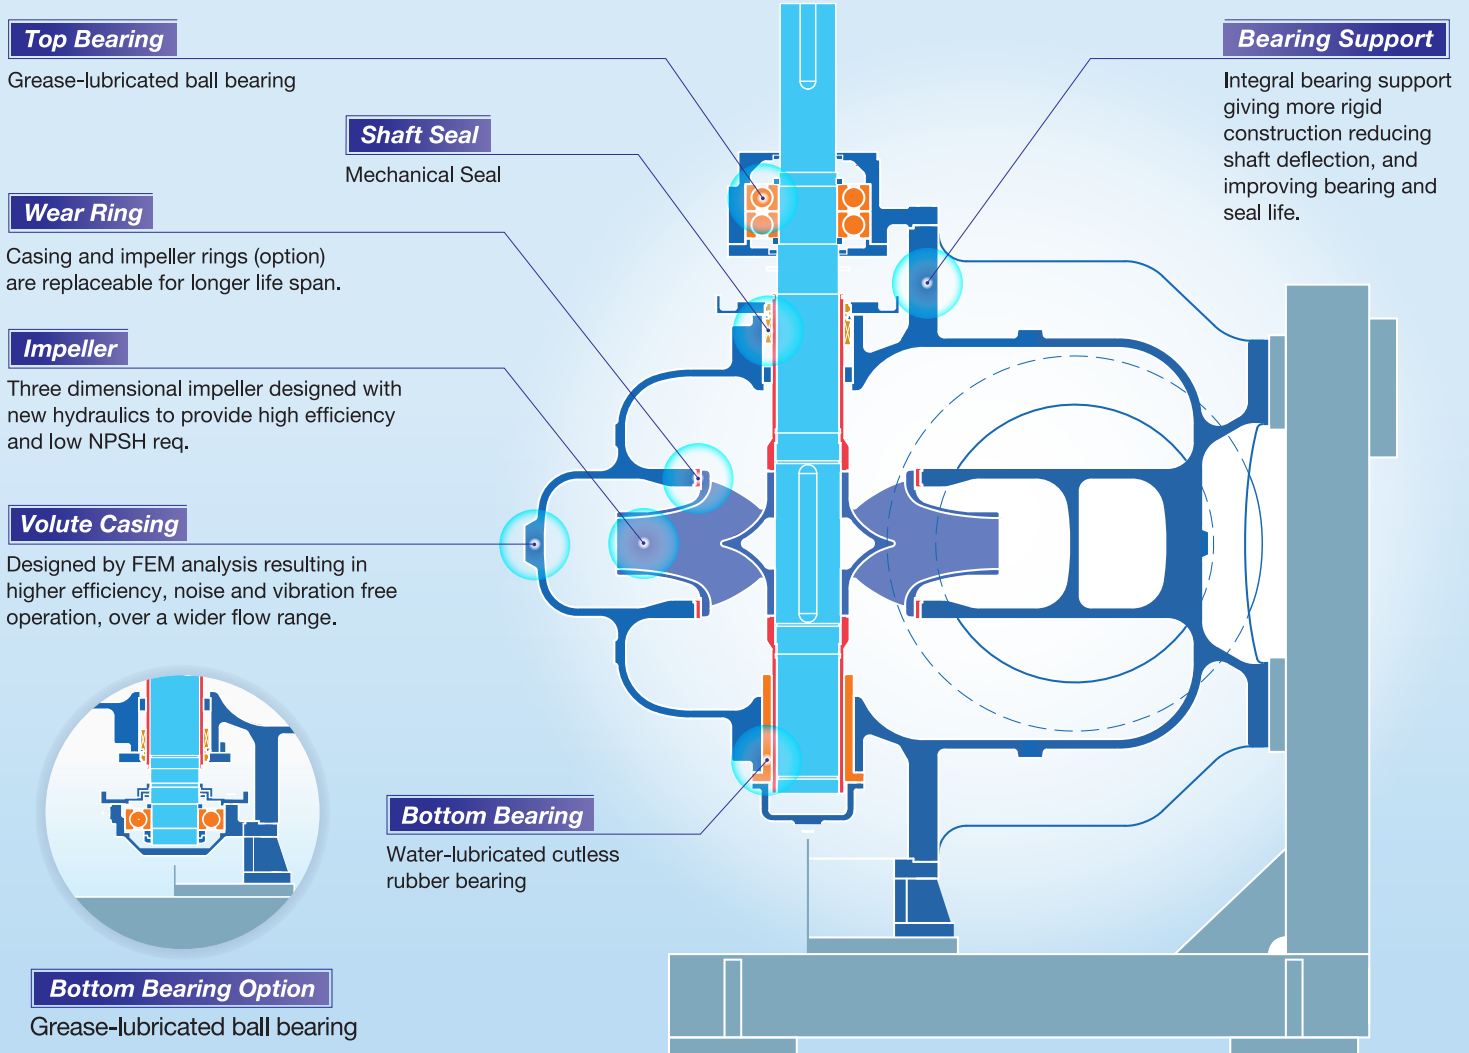 Top Bearing
Grease-lubricated ball bearing
Shaft Seal
Mechanical Seal
Wear Ring
Casing and impeller rings (option)
are replaceable for longer life span.
Impeller
Three dimensional impeller designed with
new hydraulics to provide high efficiency
and low NPSH req.
Volute Casing
Designed by FEM analysis resulting in
higher efficiency, noise and vibration free
operation, over a wider flow range.
Bearing Support
Integral bearing support
giving more rigid
construction reducing
shaft deflection, and
improving bearing and
seal life.
Bottom Bearing
Water-lubricated cutless
rubber bearing
Bottom Bearing Option
Grease-lubricated ball bearing